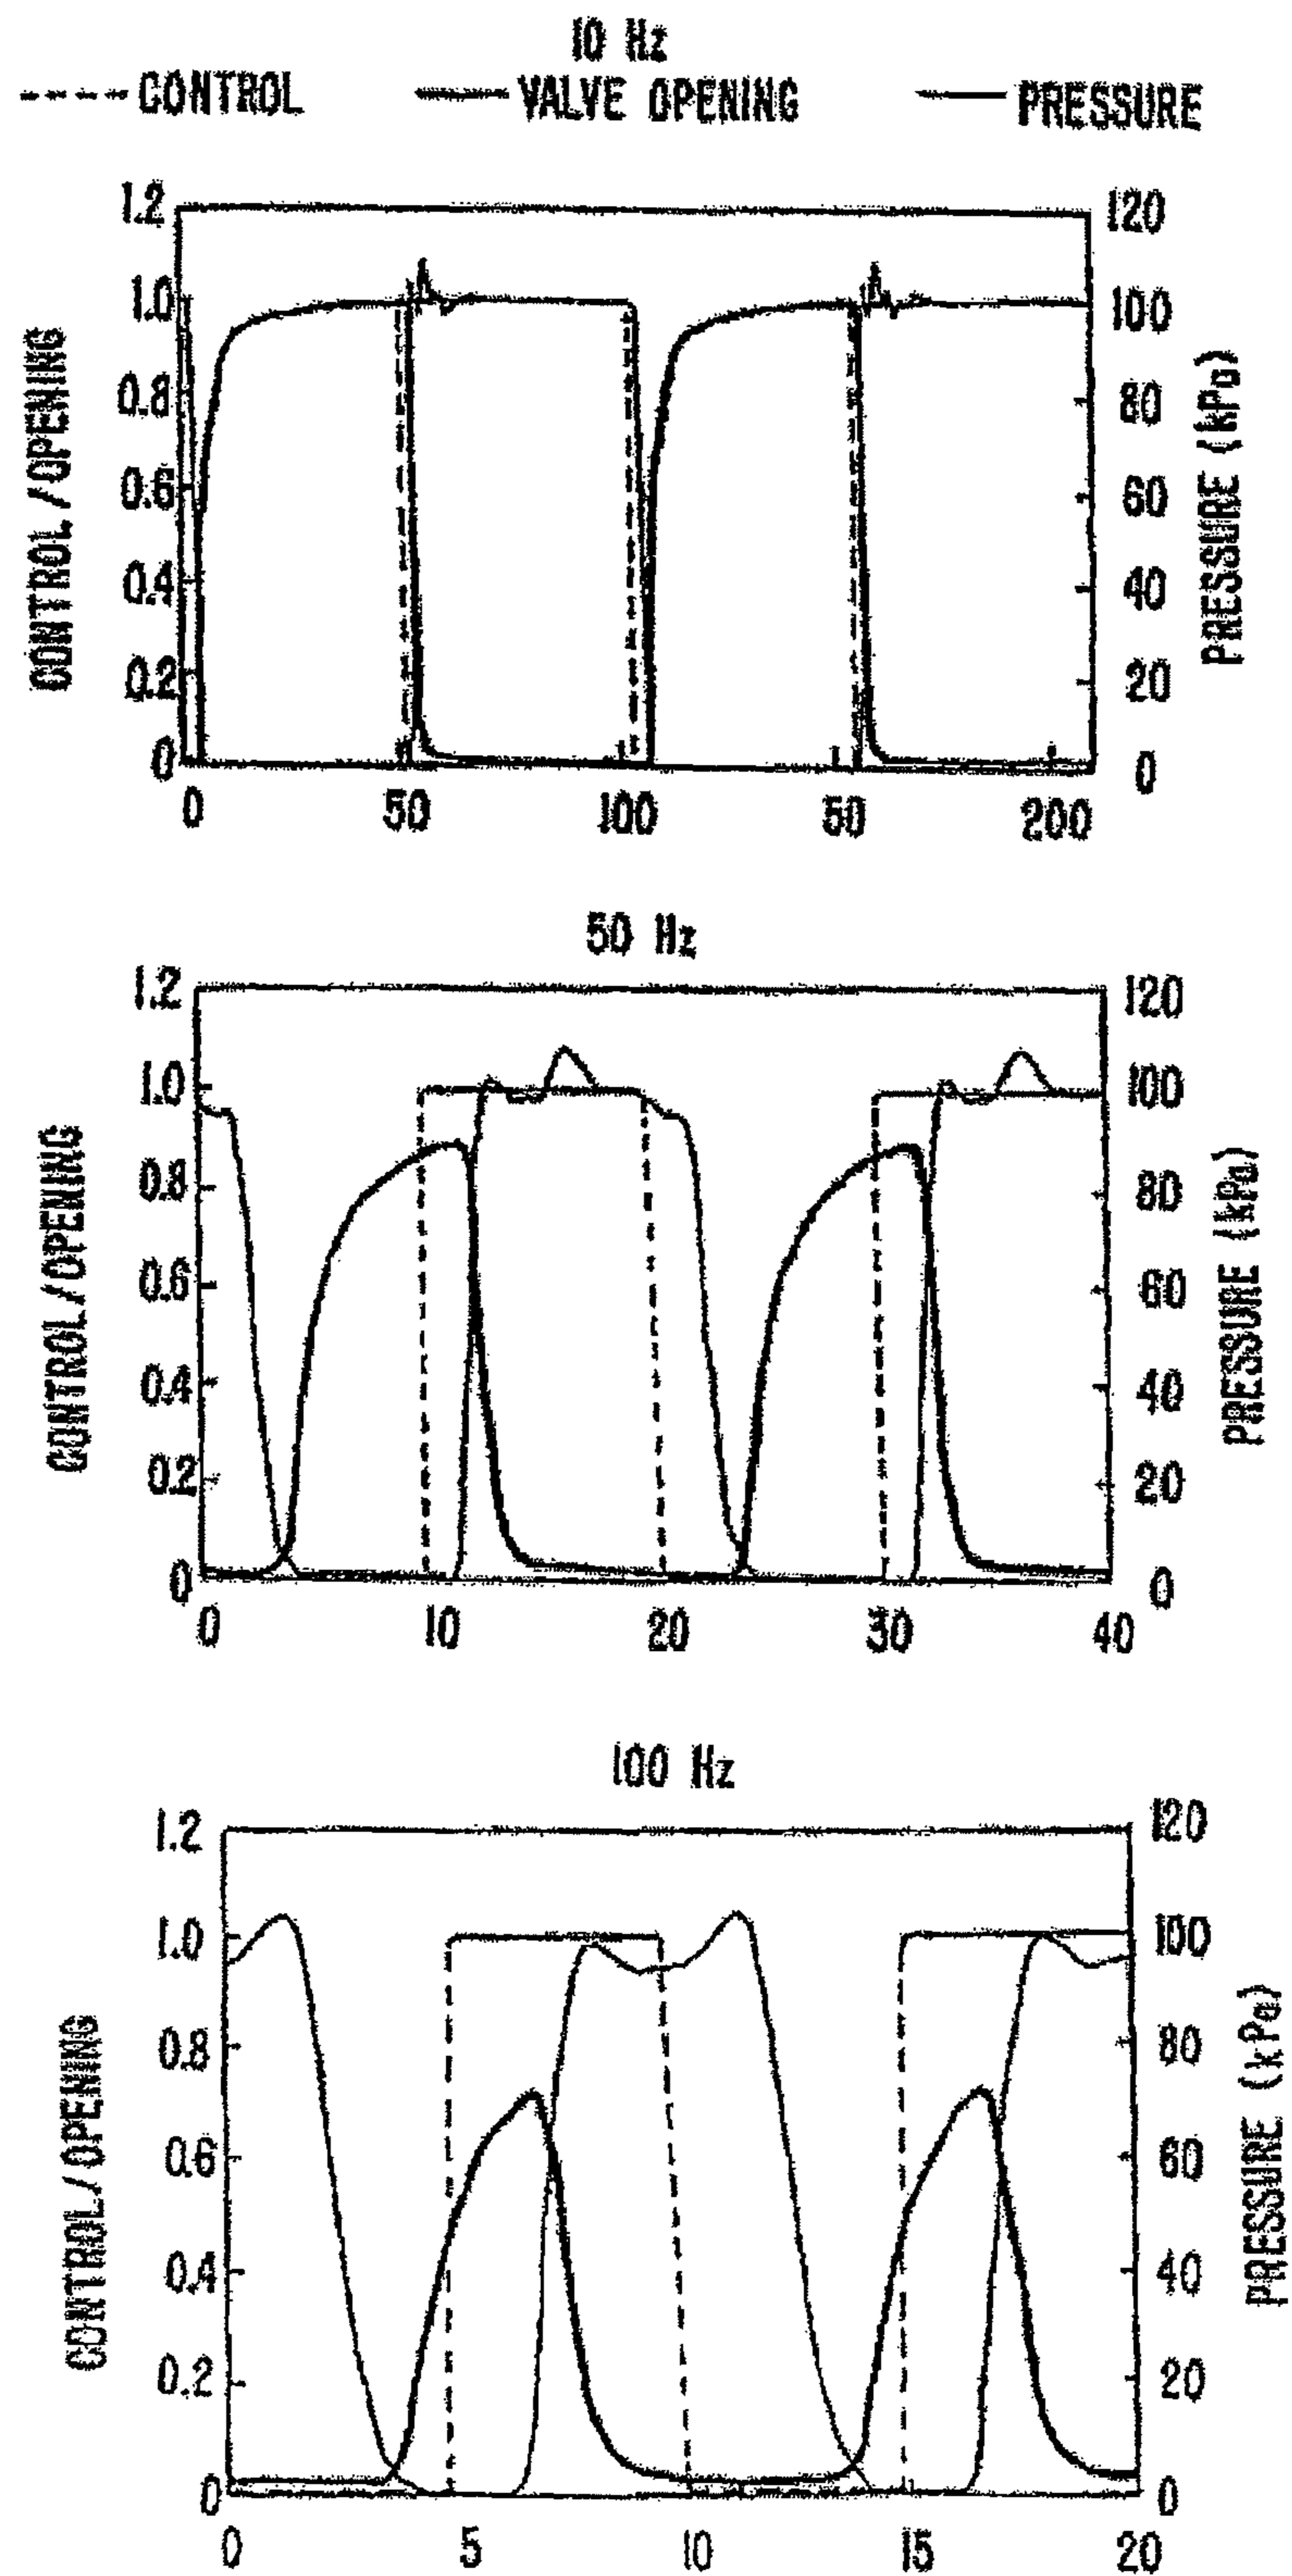 10 Hz
CONTROL VALVE OPENING PRESSURE
1.2 120
1.0 100
0.8 80
0.6 60
0.4 40
0.2 20
0 0
CONTROL/OPENING
PRESSURE (kPa)
0 50 100 50 200
50 Hz
1.2 120
1.0 100
0.8 80
0.6 60
0.4 40
0.2 20
0 0
CONTROL/OPENING
PRESSURE (kPa)
0 10 20 30 40
100 Hz
1.2 120
1.0 100
0.8 80
0.6 60
0.4 40
0.2 20
0 0
CONTROL/OPENING
PRESSURE (kPa)
0 5 10 15 20